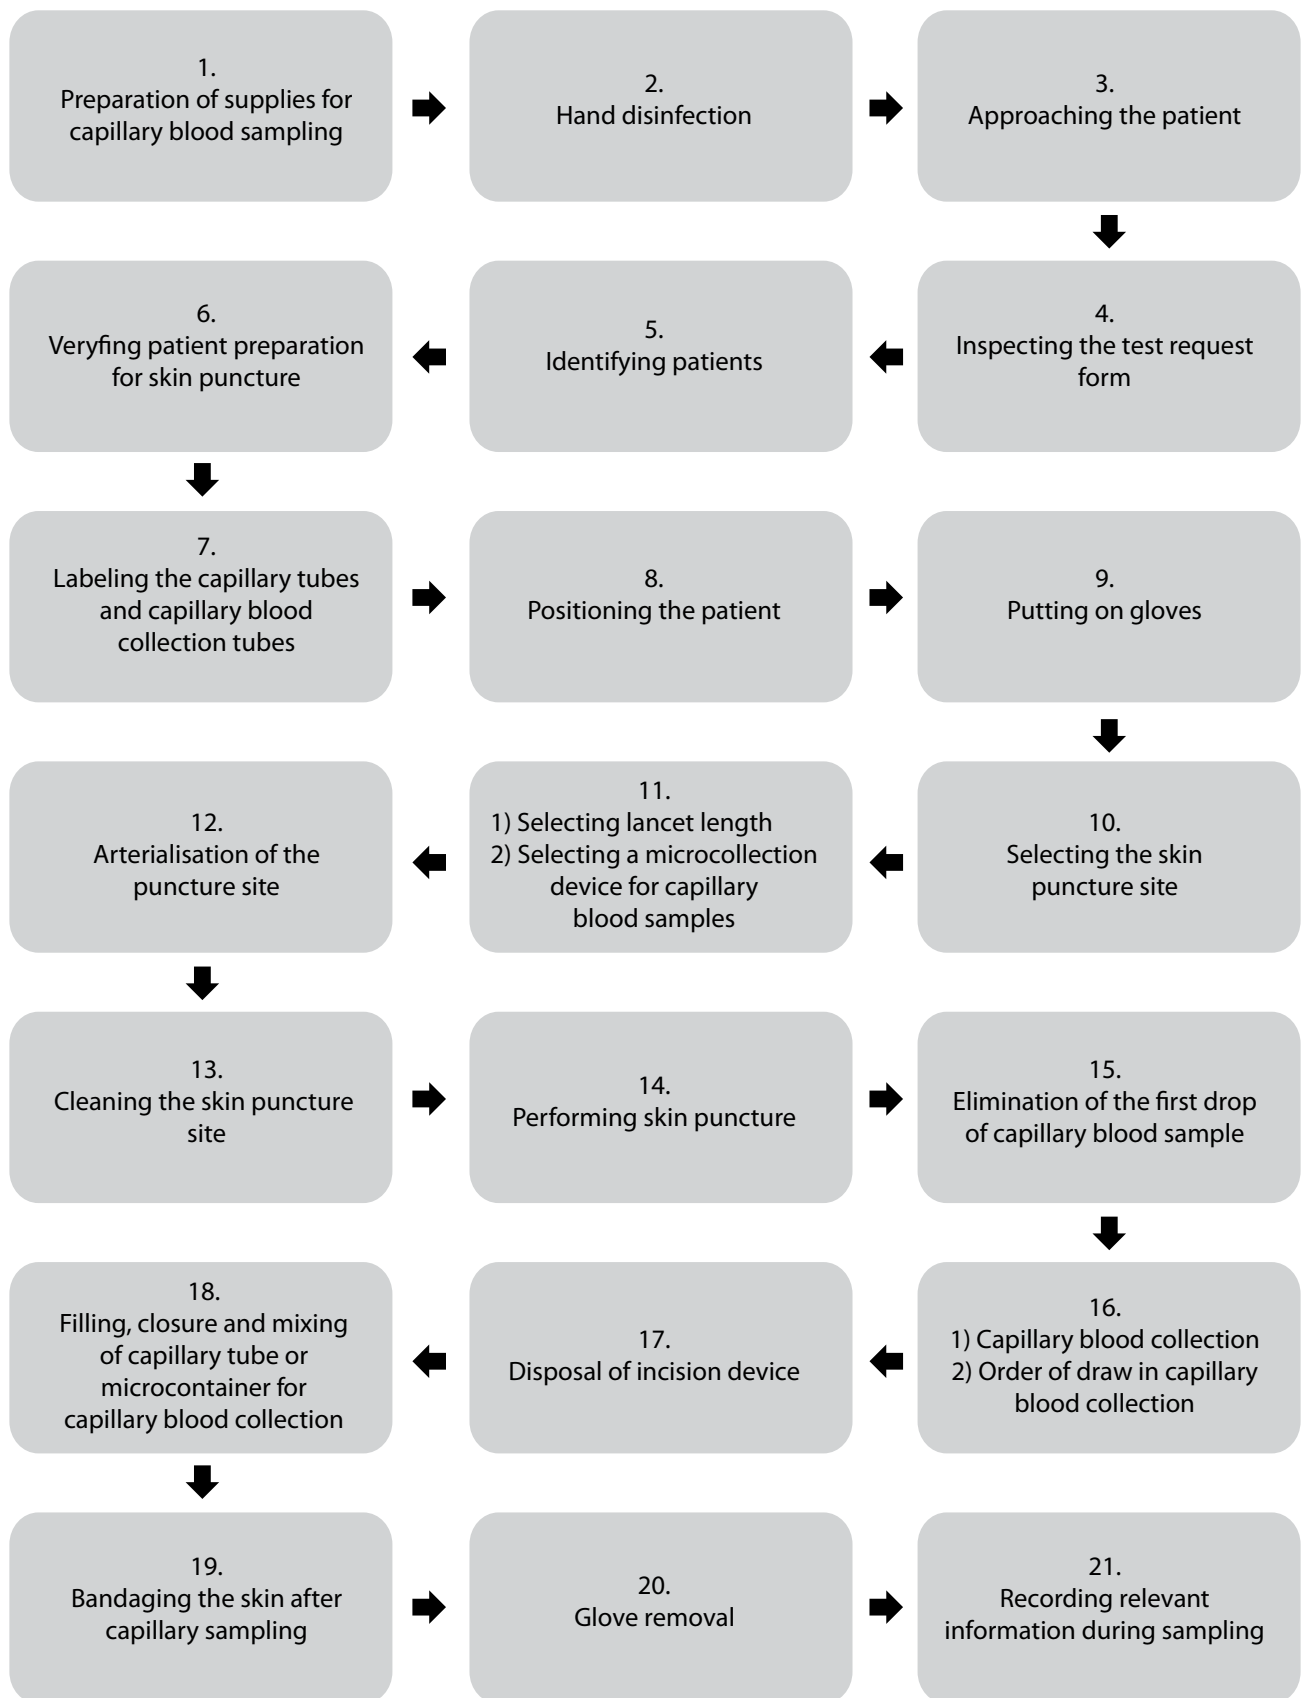 1.
Preparation of supplies for
capillary blood sampling
2.
Hand disinfection
3.
Approaching the patient
4.
Inspecting the test request
form
5.
Identifying patients
6.
Veryfing patient preparation
for skin puncture
7.
Labeling the capillary tubes
and capillary blood
collection tubes
8.
Positioning the patient
9.
Putting on gloves
10.
Selecting the skin
puncture site
11.
1) Selecting lancet length
2) Selecting a microcollection
device for capillary
blood samples
12.
Arterialisation of the
puncture site
13.
Cleaning the skin puncture
site
14.
Performing skin puncture
15.
Elimination of the first drop
of capillary blood sample
16.
1) Capillary blood collection
2) Order of draw in capillary
blood collection
17.
Disposal of incision device
18.
Filling, closure and mixing
of capillary tube or
microcontainer for
capillary blood collection
19.
Bandaging the skin after
capillary sampling
20.
Glove removal
21.
Recording relevant
information during sampling